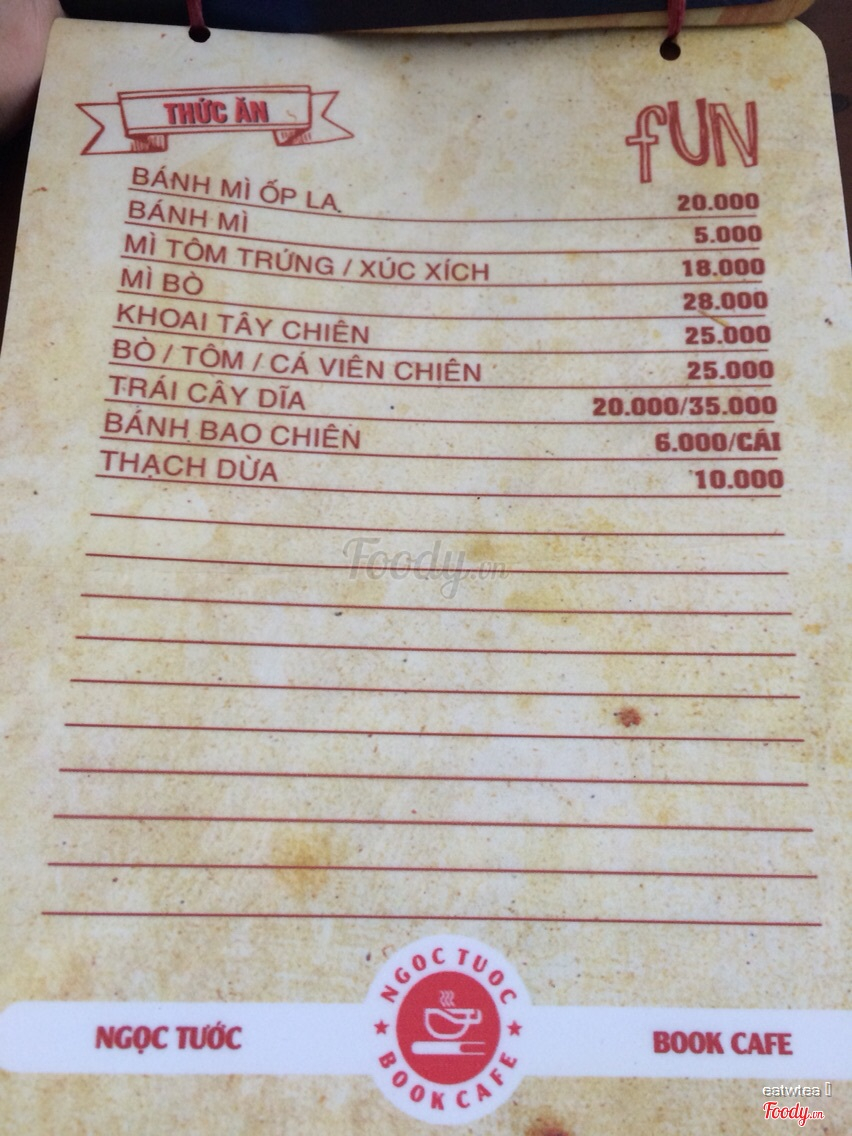 THỨC ĂN
fUN
BÁNH MÌ ỐP LA 20.000
BÁNH MÌ 5.000
MÌ TÔM TRỨNG / XÚC XÍCH 18.000
MÌ BÒ 28.000
KHOAI TÂY CHIÊN 25.000
BÒ / TÔM / CÁ VIÊN CHIÊN 25.000
TRÁI CÂY DĨA 20.000/35.000
BÁNH BAO CHIÊN 6.000/CÁI
THẠCH DỪA 10.000
Foody.vn
NGOC TUOC
NGỌC TƯỚC
BOOK CAFE
BOOK CAFE
eatwtea
Foody.vn